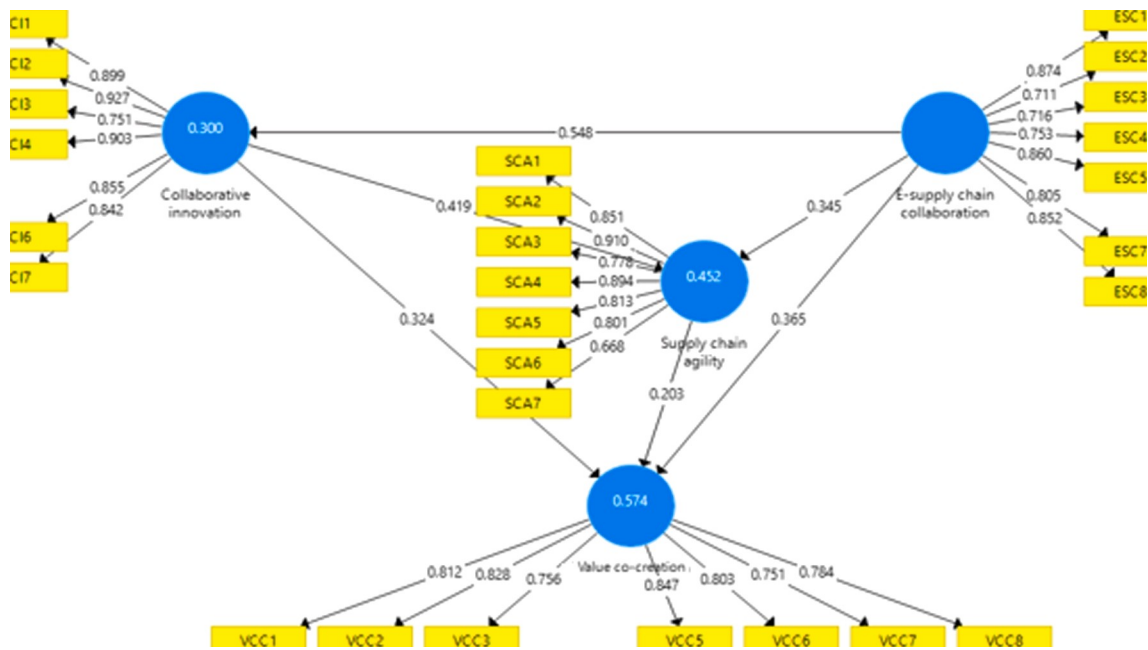 CI1
ESC1
CI2
0.899
0.874
ESC2
0.927
0.711
CI3
0.751
0.716
ESC3
CI4
0.903
0.300
0.548
0.753
ESC4
0.860
ESC5
SCA1
0.855
0.842
Collaborative
innovation
E-supply chain
collaboration
0.805
0.852
SCA2
0.419
0.851
0.345
CI6
SCA3
0.910
0.778
ESC7
CI7
SCA4
0.894
0.452
ESC8
0.813
SCA5
0.801
0.324
0.365
0.668
Supply chain
agility
SCA6
SCA7
0.203
0.574
Value co-creation
0.812
0.828
0.756
0.847
0.803
0.751
0.784
VCC1
VCC2
VCC3
VCC5
VCC6
VCC7
VCC8